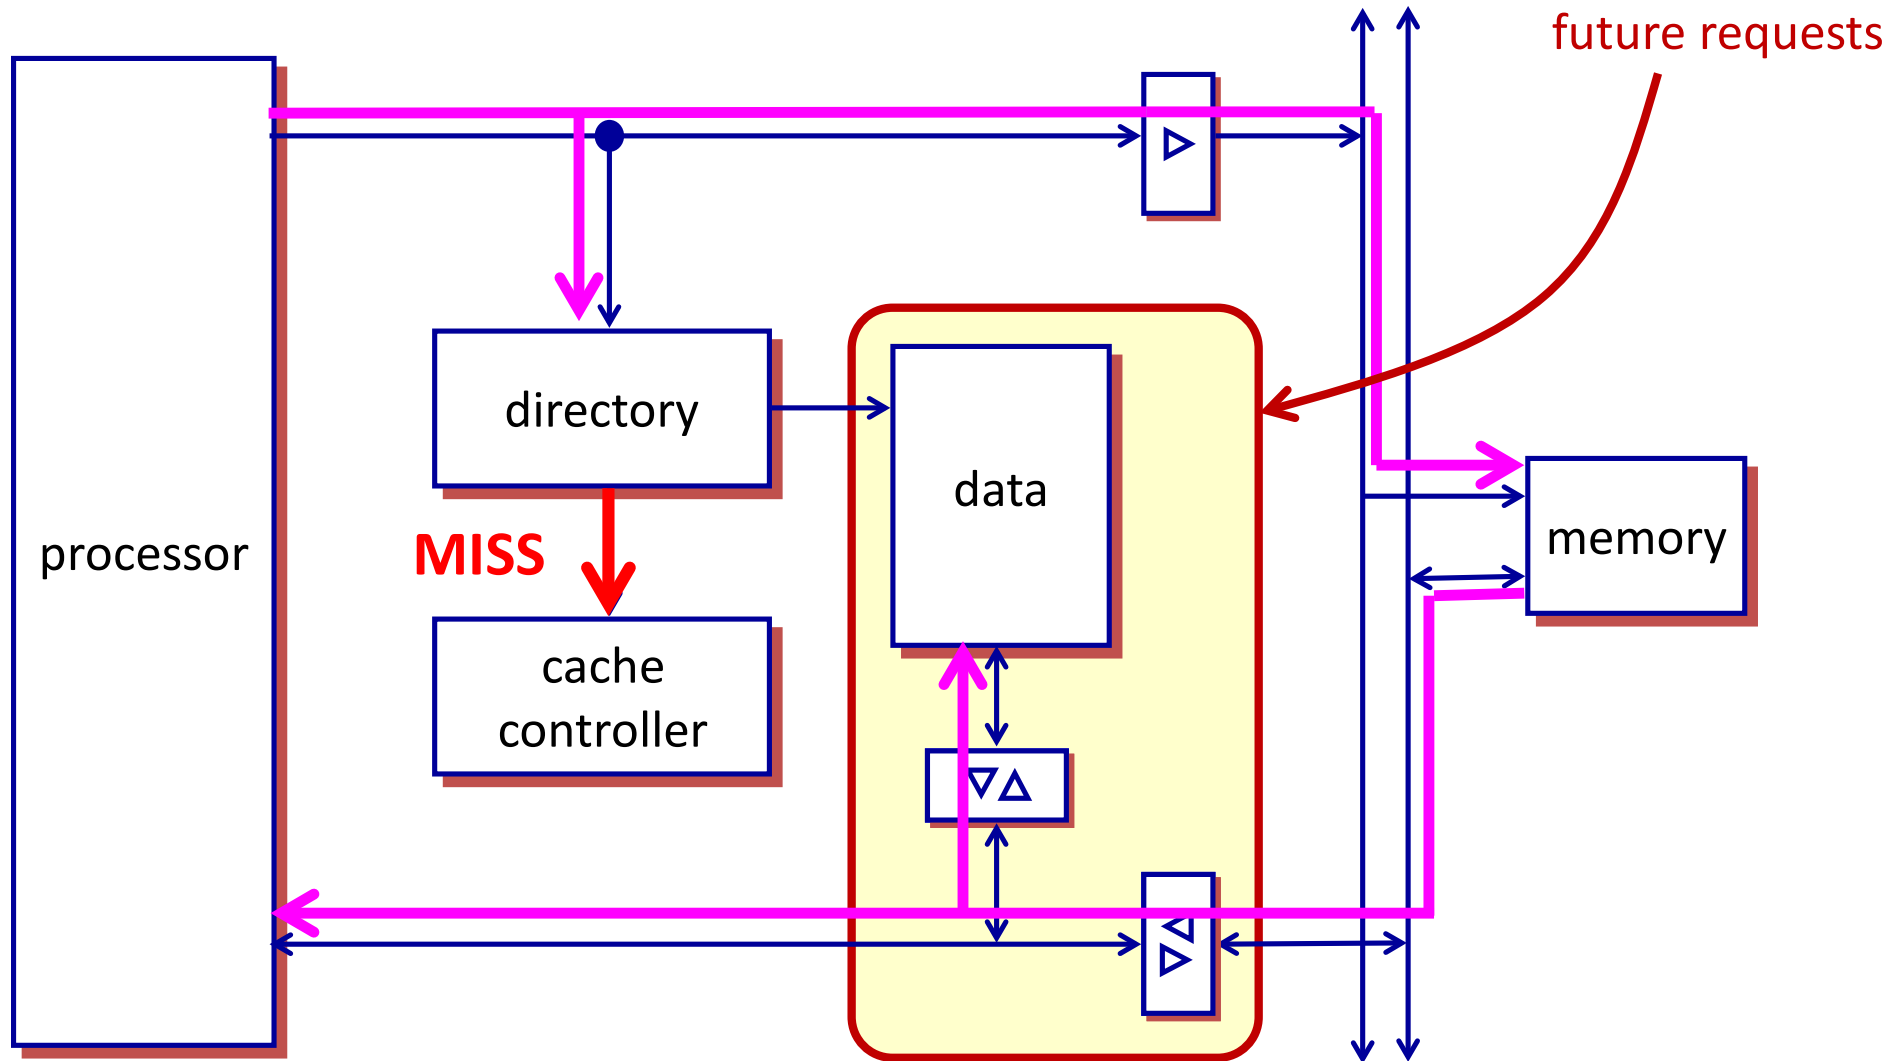 future requests
processor
directory
data
MISS
memory
cache
controller